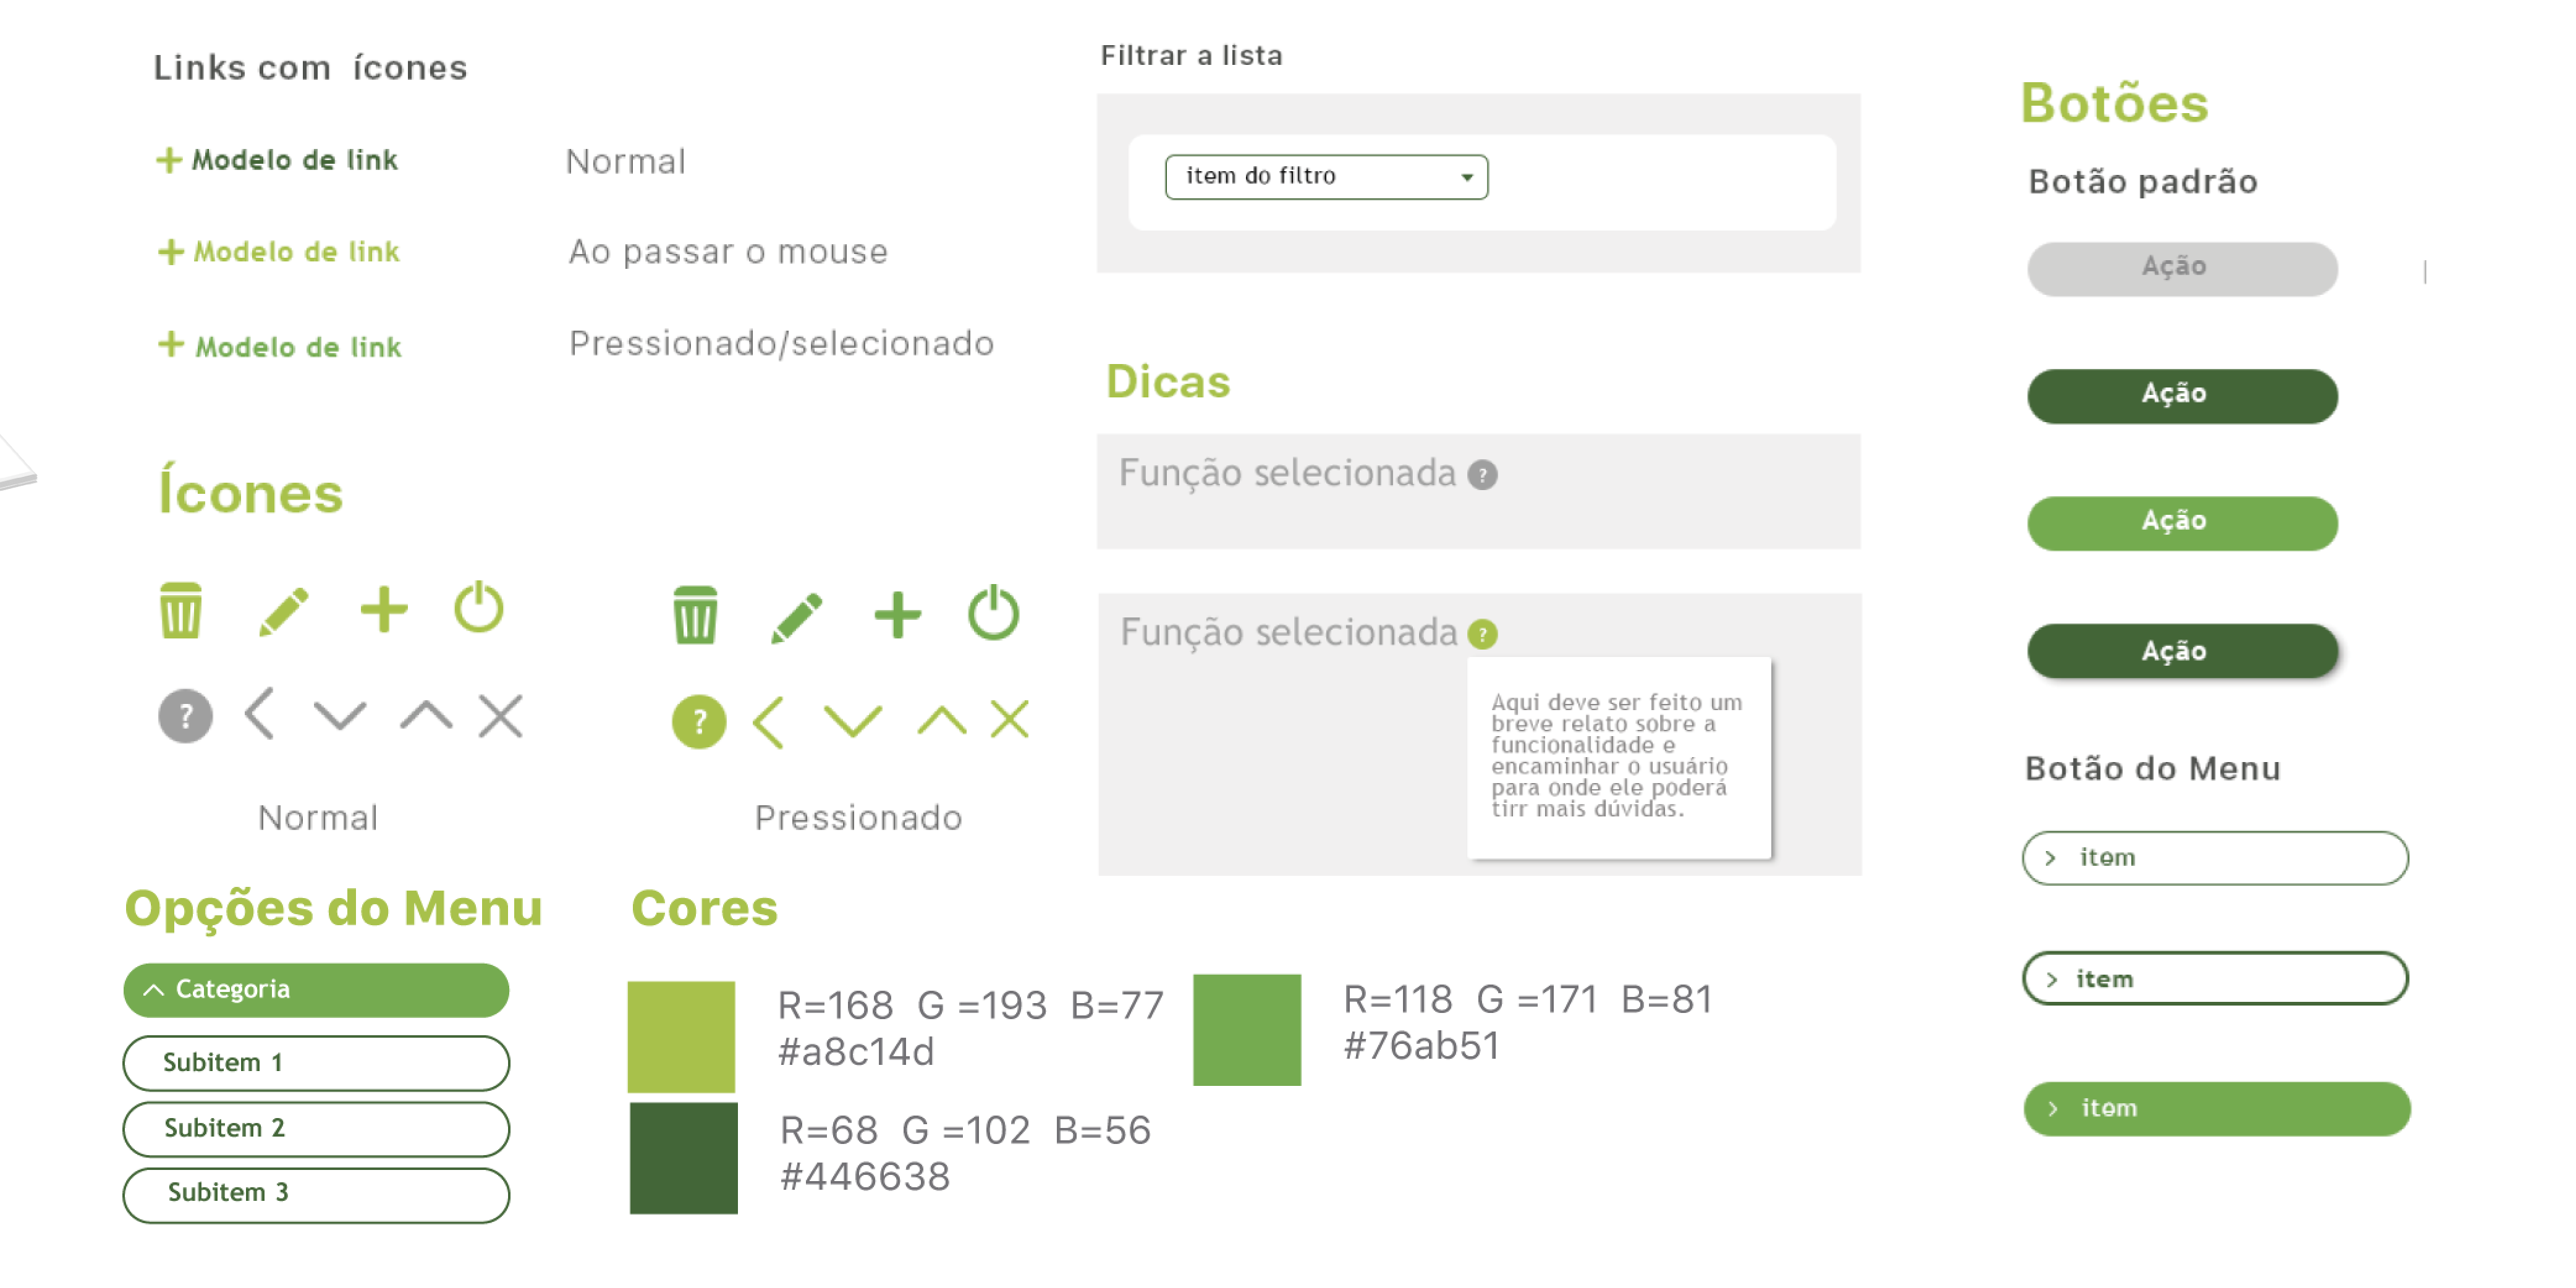 Links com ícones
Modelo de link
Normal
Modelo de link
Ao passar o mouse
Modelo de link
Pressionado/selecionado
Ícones
?
?
Normal
Pressionado
Opções do Menu
Categoria
Subitem 1
Subitem 2
Subitem 3
Cores
R=168 G =193 B=77
#a8c14d
R=118 G =171 B=81
#76ab51
R=68 G =102 B=56
#446638
Filtrar a lista
item do filtro
Dicas
Função selecionada ?
Função selecionada ?
Aqui deve ser feito um
breve relato sobre a
funcionalidade e
encaminhar o usuário
para onde ele poderá
tirr mais dúvidas.
Botões
Botão padrão
Ação
Ação
Ação
Ação
Botão do Menu
> item
> item
> item